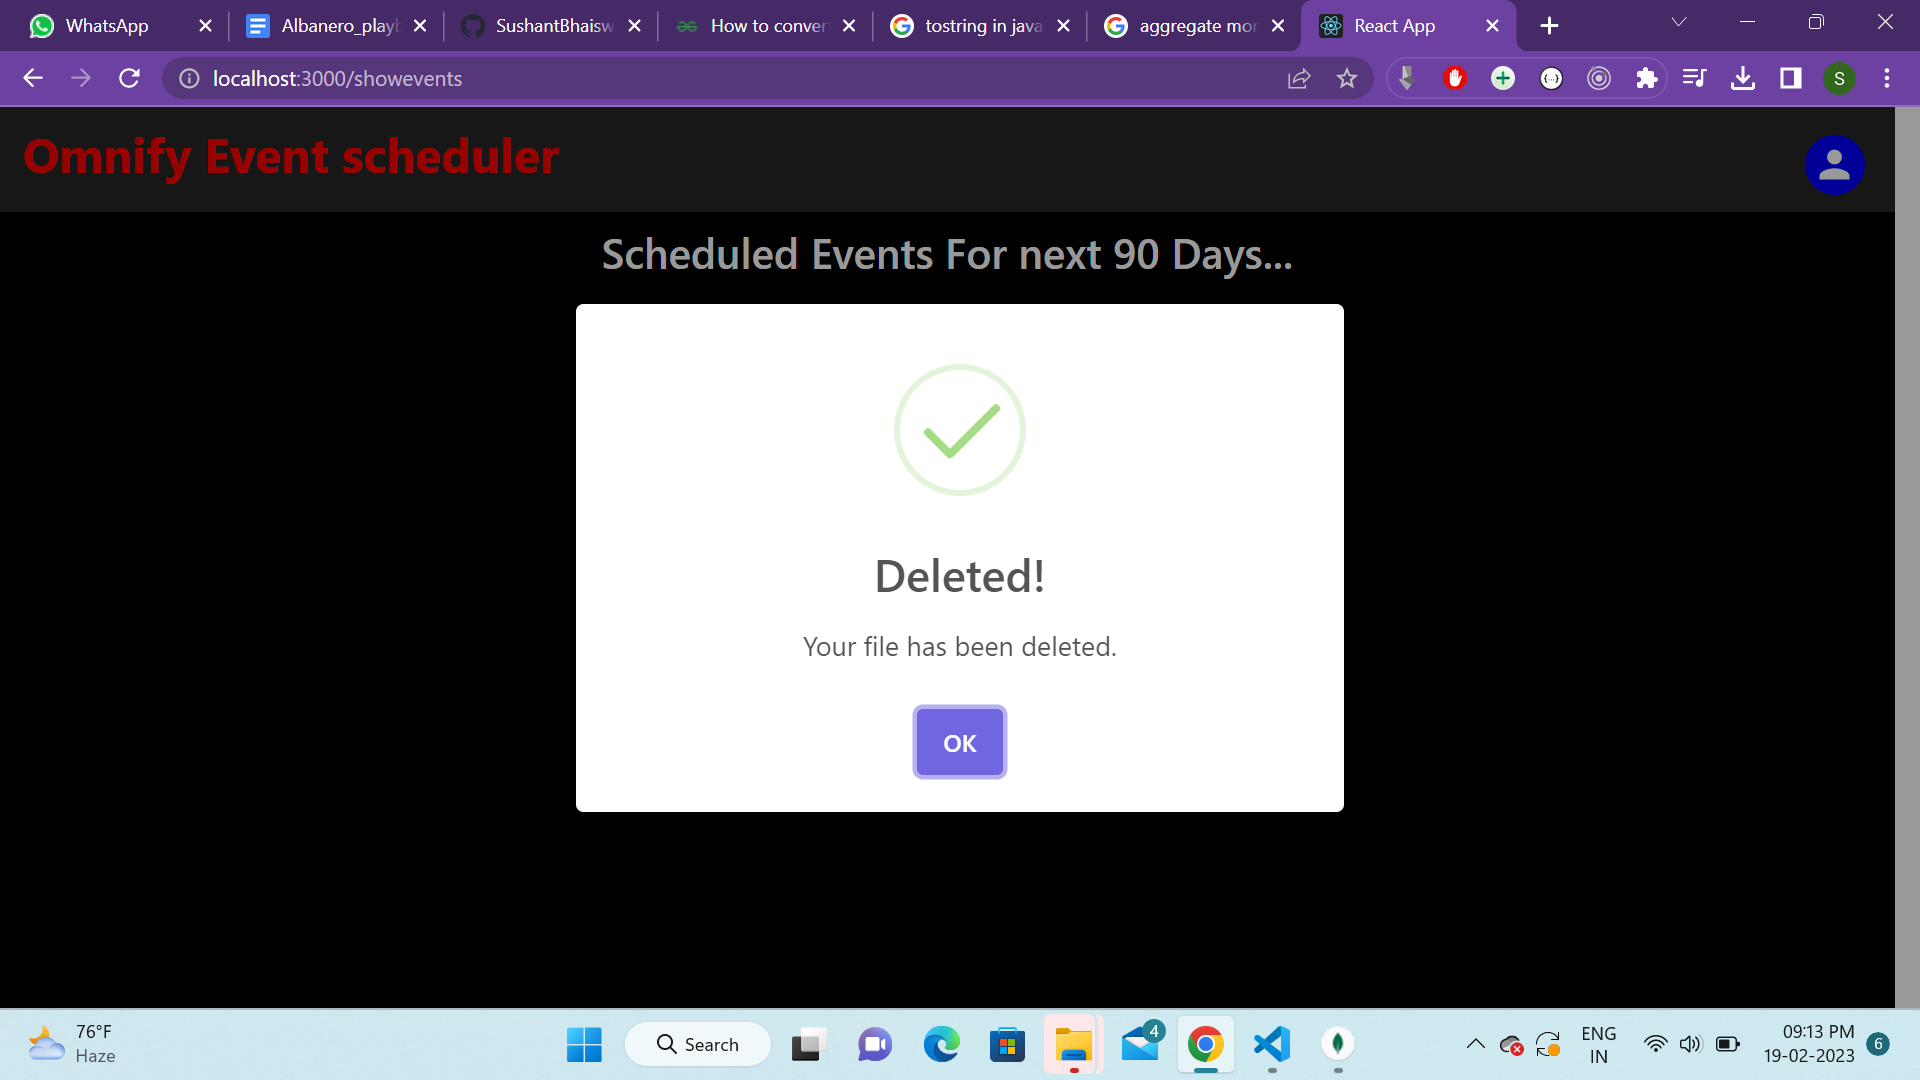 WhatsApp
Albanero_playb
SushantBhaisw
How to conver
tostring in java
aggregate mor
React App
localhost:3000/showevents
S
Omnify Event scheduler
Scheduled Events For next 90 Days...
Deleted!
Your file has been deleted.
OK
76°F
Haze
Search
4
ENG
IN
09:13 PM
19-02-2023
6